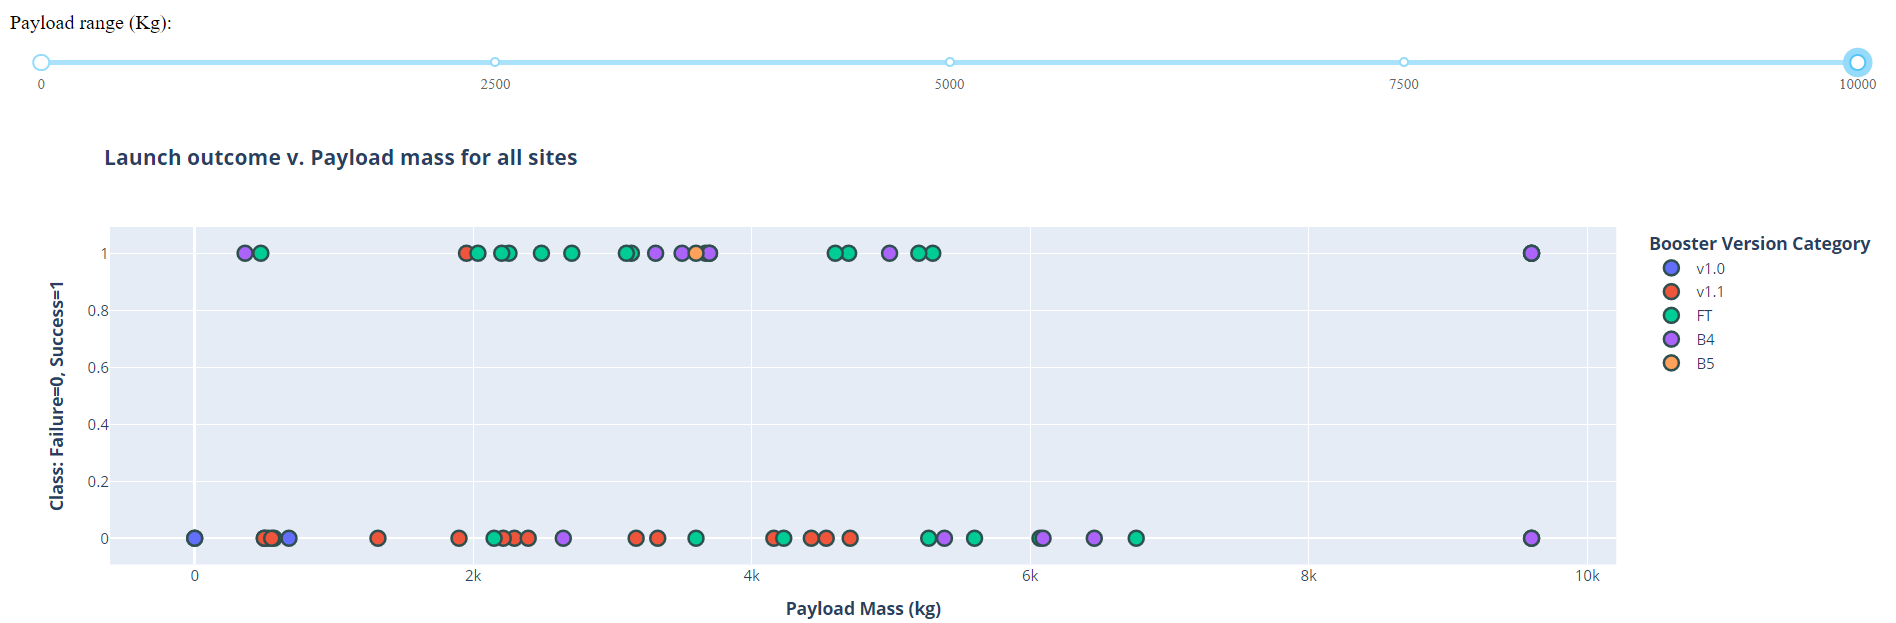 Payload range (Kg):
0 2500 5000 7500 10000
Launch outcome v. Payload mass for all sites
Class: Failure=0, Success=1
1
0.8
0.6
0.4
0.2
0
0 2k 4k 6k 8k 10k
Payload Mass (kg)
Booster Version Category
v1.0
v1.1
FT
B4
B5